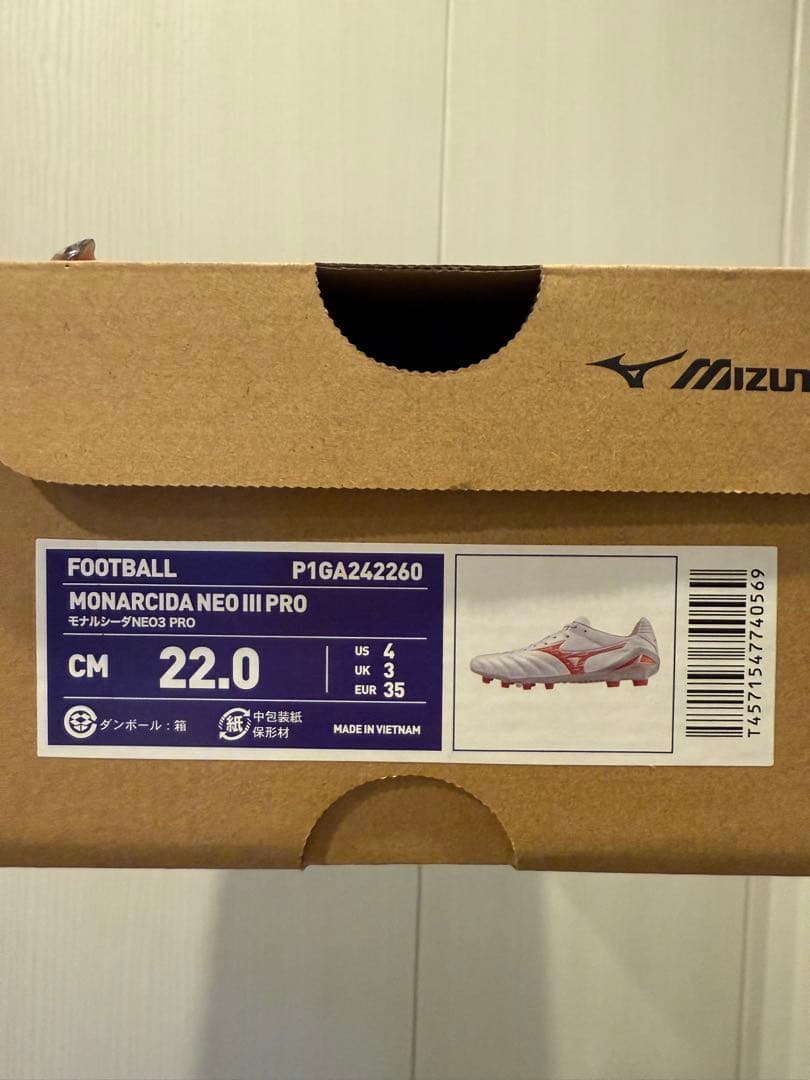 MIZUN
FOOTBALL P1GA242260
MONARCIDA NEO III PRO
モナルシーダNEO3 PRO
CM 22.0
US 4
UK 3
EUR 35
ダンボール：箱
紙 中包装紙
保形材
MADE IN VIETNAM
T4571547740569